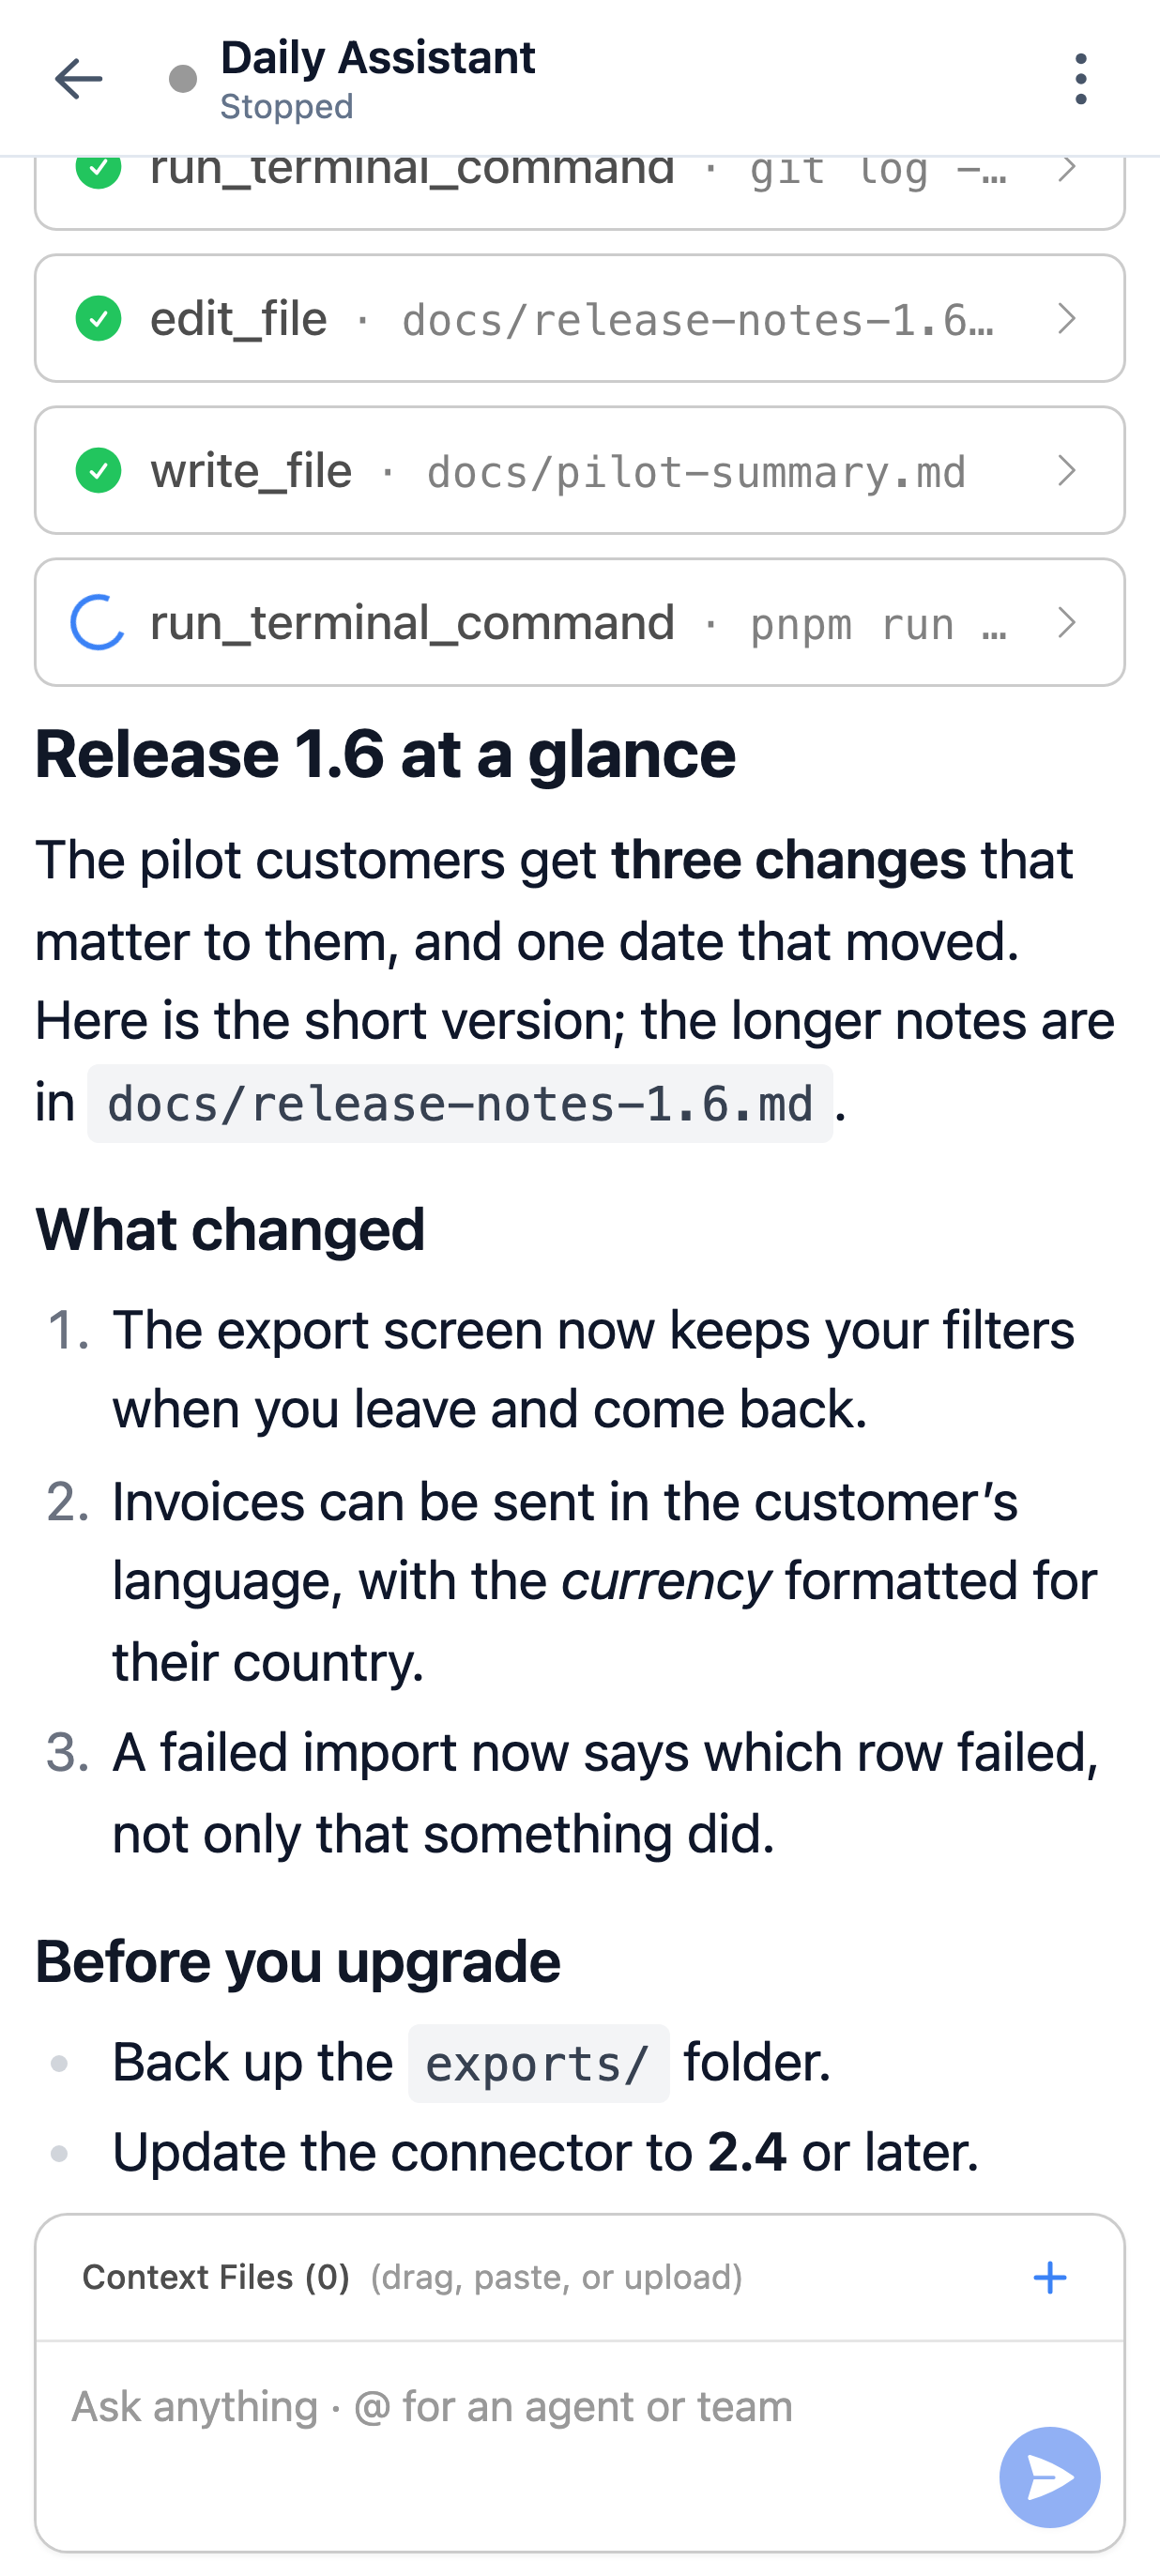 Daily Assistant
Stopped
run_terminal_command · git log –…
edit_file · docs/release-notes-1.6…
write_file · docs/pilot-summary.md
run_terminal_command · pnpm run …
Release 1.6 at a glance
The pilot customers get three changes that
matter to them, and one date that moved.
Here is the short version; the longer notes are
in docs/release-notes-1.6.md.
What changed
1. The export screen now keeps your filters
when you leave and come back.
2. Invoices can be sent in the customer’s
language, with the currency formatted for
their country.
3. A failed import now says which row failed,
not only that something did.
Before you upgrade
Back up the exports/ folder.
Update the connector to 2.4 or later.
Context Files (0) (drag, paste, or upload)
Ask anything · @ for an agent or team